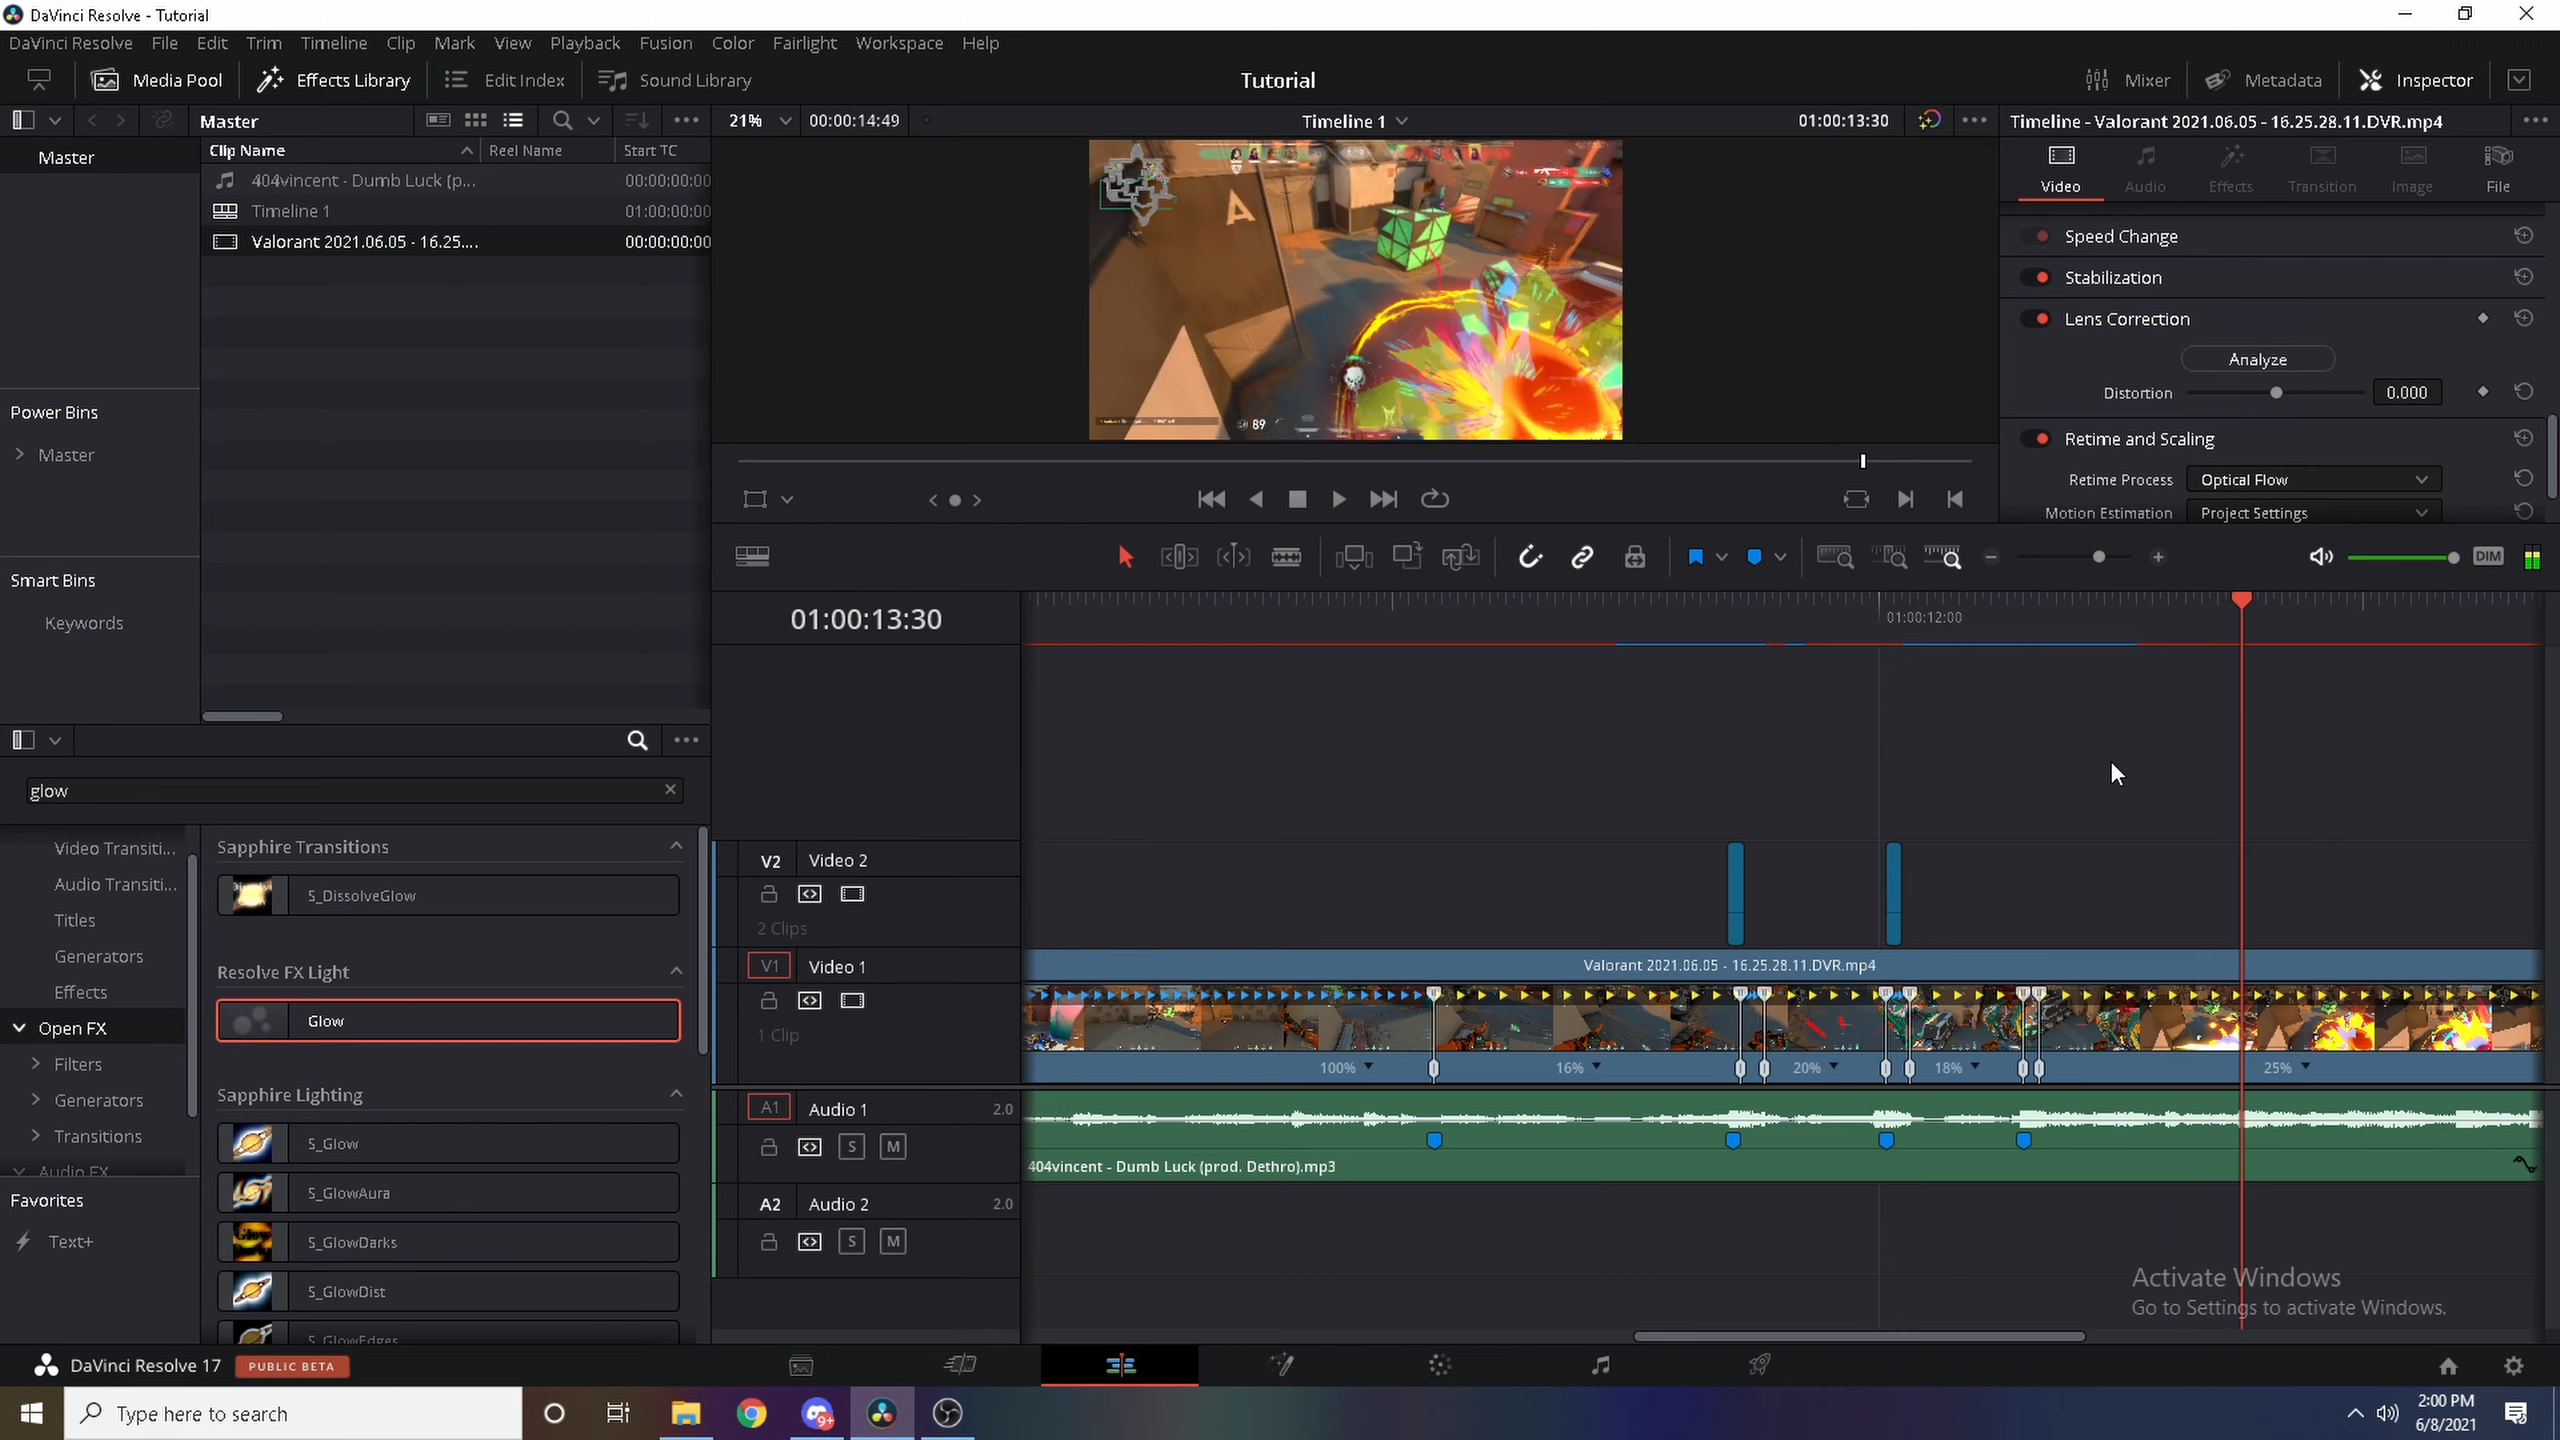 DaVinci Resolve - Tutorial
DaVinci Resolve File Edit Trim Timeline Clip Mark View Playback Fusion Color Fairlight Workspace Help
Media Pool Effects Library Edit Index Sound Library Tutorial Mixer Metadata Inspector
Master 21% 00:00:14:49 Timeline 1 01:00:13:30 Timeline - Valorant 2021.06.05 - 16.25.28.11.DVR.mp4
Master Clip Name Reel Name Start TC
404vincent - Dumb Luck (p... 00:00:00:00
Timeline 1 01:00:00:00
Valorant 2021.06.05 - 16.25.... 00:00:00:00
Video Audio Effects Transition Image File
Speed Change
Stabilization
Lens Correction
Analyze
Distortion 0.000
Retime and Scaling
Retime Process Optical Flow
Motion Estimation Project Settings
A
89
Power Bins
Master
Smart Bins
Keywords
DIM
01:00:13:30
01:00:12:00
glow
Video Transiti...
Audio Transiti...
Titles
Generators
Effects
Open FX
Filters
Generators
Transitions
Audio FX
Favorites
Text+
Sapphire Transitions
S_DissolveGlow
Resolve FX Light
Glow
Sapphire Lighting
S_Glow
S_GlowAura
S_GlowDarks
S_GlowDist
S_GlowEdges
V2 Video 2
2 Clips
V1 Video 1
1 Clip
Valorant 2021.06.05 - 16.25.28.11.DVR.mp4
100% 16% 20% 18% 25%
A1 Audio 1 2.0
S M
404vincent - Dumb Luck (prod. Dethro).mp3
A2 Audio 2 2.0
S M
Activate Windows
Go to Settings to activate Windows.
DaVinci Resolve 17 PUBLIC BETA
Type here to search
9+
2:00 PM
6/8/2021